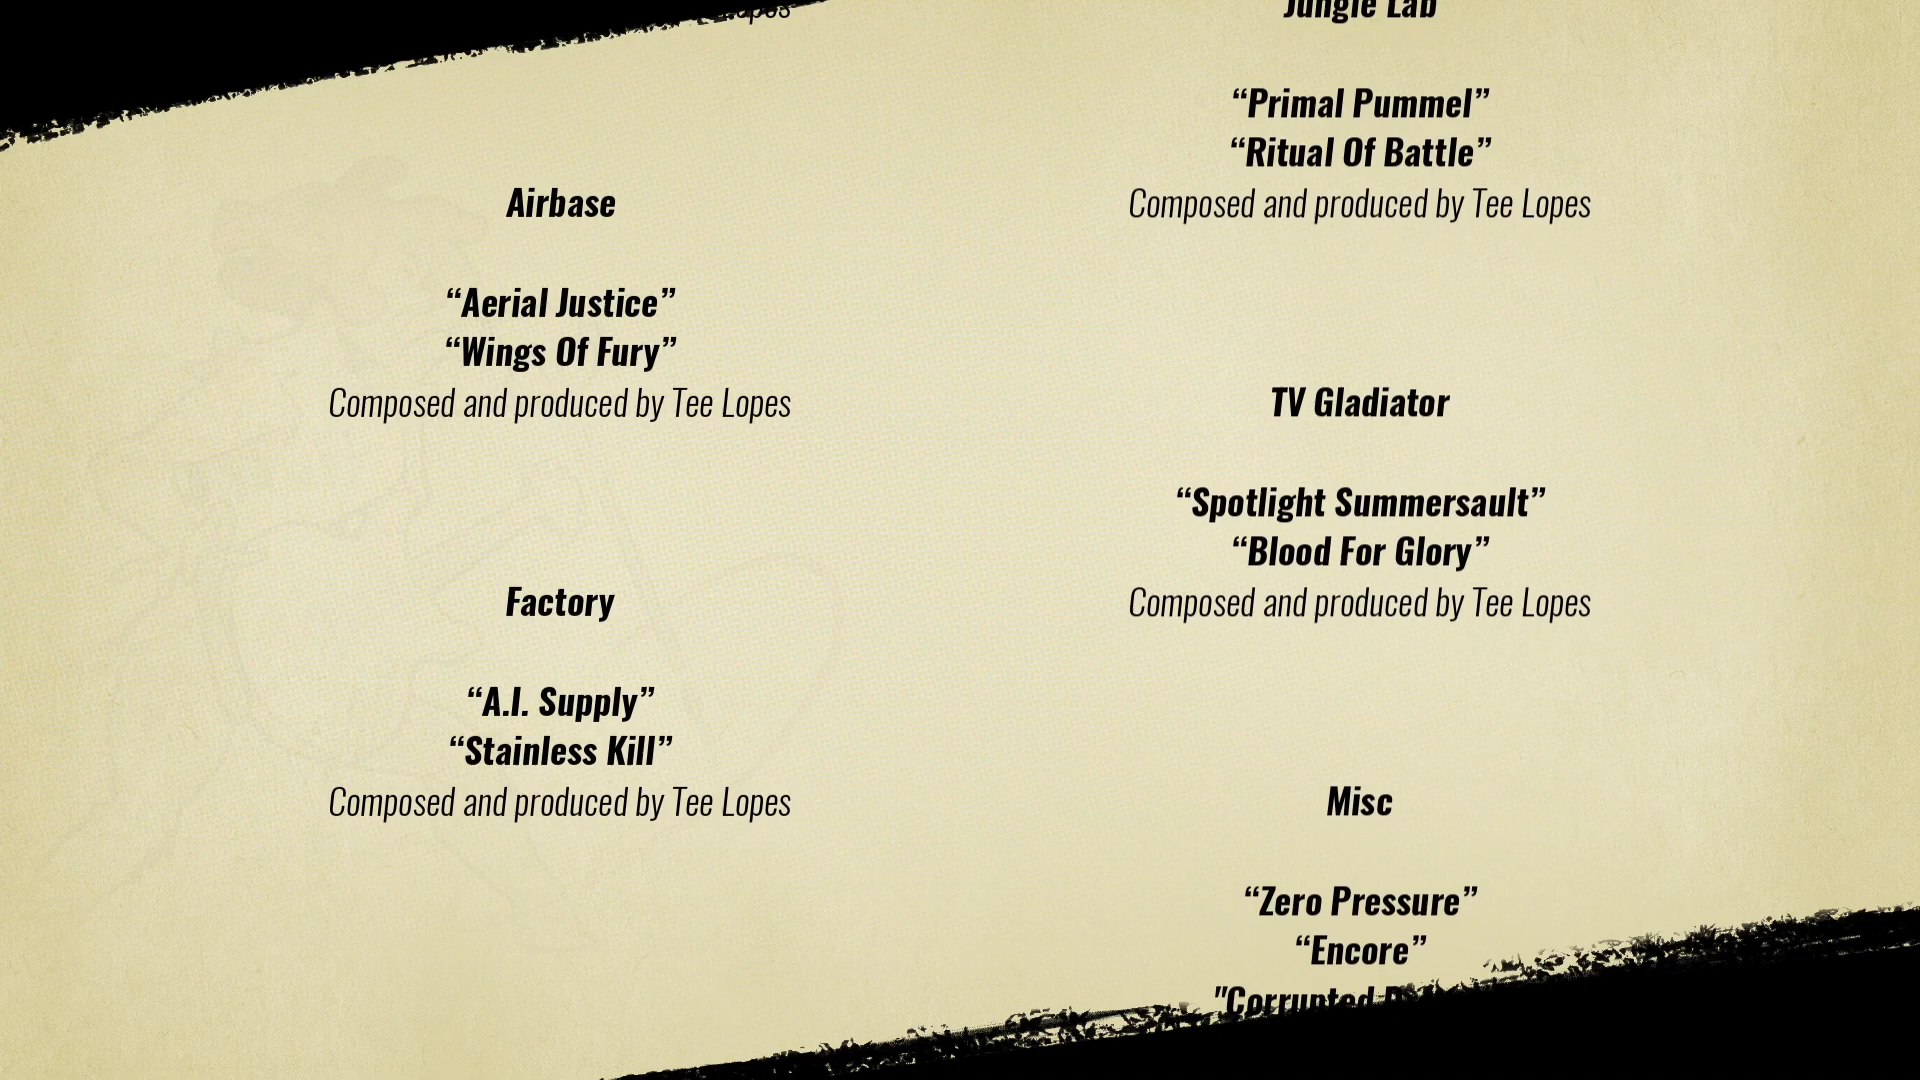 Airbase
“Aerial Justice”
“Wings Of Fury”
Composed and produced by Tee Lopes
Factory
“A.I. Supply”
“Stainless Kill”
Composed and produced by Tee Lopes
Jungle Lab
“Primal Pummel”
“Ritual Of Battle”
Composed and produced by Tee Lopes
TV Gladiator
“Spotlight Summersault”
“Blood For Glory”
Composed and produced by Tee Lopes
Misc
“Zero Pressure”
“Encore”
"Corrupted